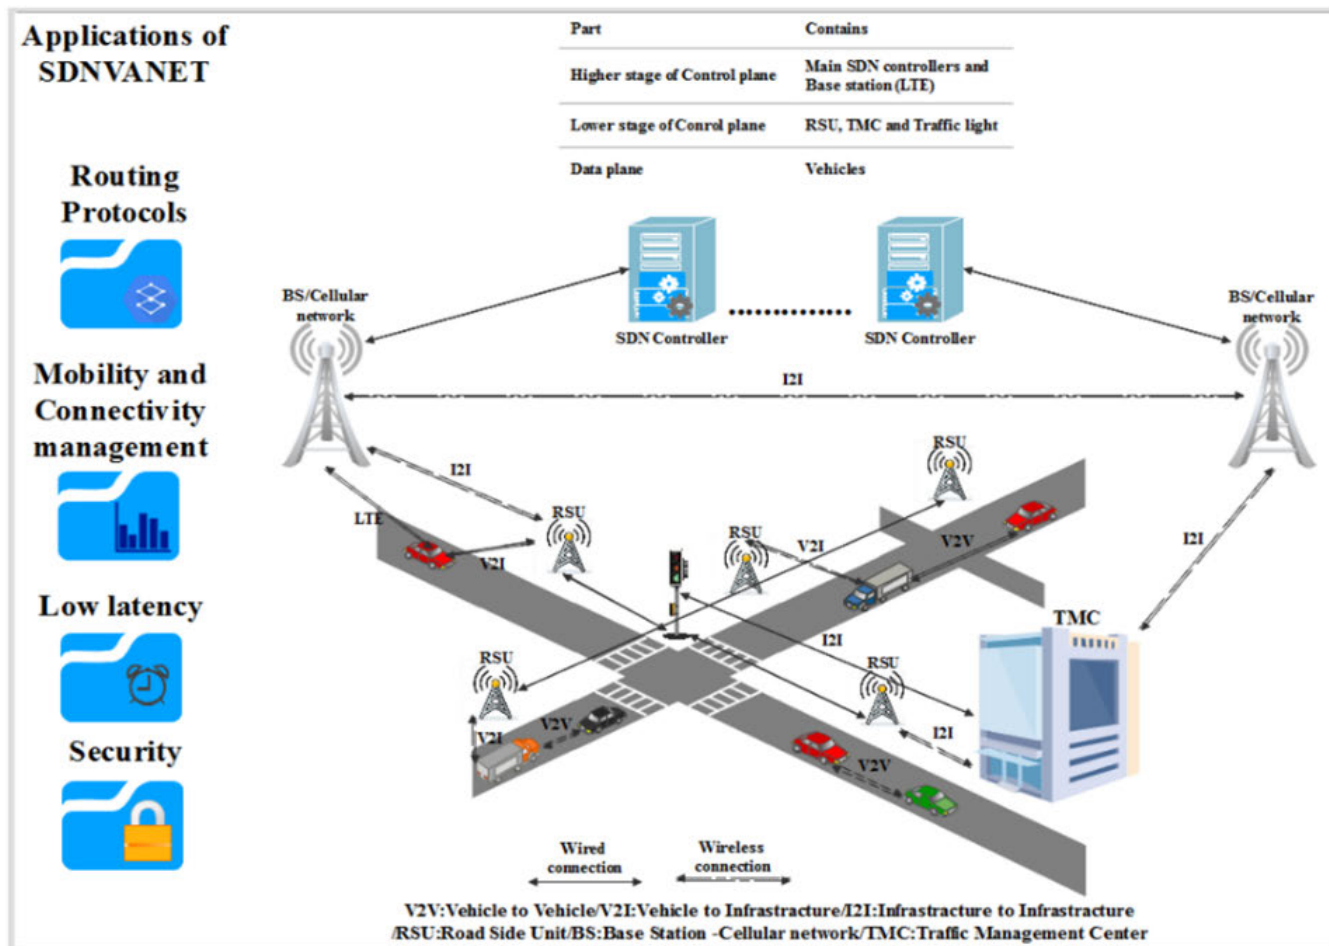 Applications of
SDNVANET
Part Contains
Higher stage of Control plane Main SDN controllers and
Base station (LTE)
Lower stage of Conrol plane RSU, TMC and Traffic light
Data plane Vehicles
Routing
Protocols
Mobility and
Connectivity
management
Low latency
Security
BS/Cellular
network
SDN Controller
SDN Controller
BS/Cellular
network
I2I
I2I
LTE
V2I
RSU
RSU
V2I
RSU
V2V
I2I
TMC
I2I
RSU
V2I
V2V
RSU
V2V
I2I
Wired
connection
Wireless
connection
V2V:Vehicle to Vehicle/V2I:Vehicle to Infrastructure/I2I:Infrastructure to Infrastructure
/RSU:Road Side Unit/BS:Base Station -Cellular network/TMC:Traffic Management Center